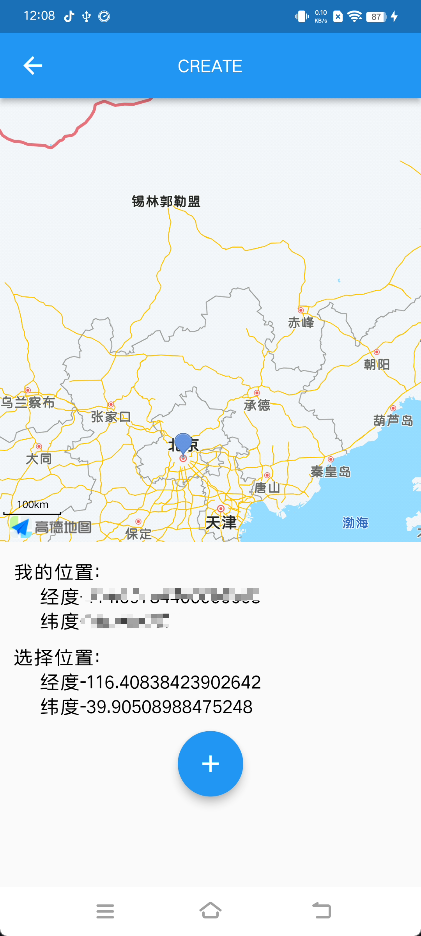 12:08
0.10
KB/s
87
CREATE
锡林郭勒盟
赤峰
朝阳
乌兰察布
张家口
承德
葫芦岛
大同
北京
秦皇岛
唐山
100km
天津
渤海
高德地图
保定
我的位置:
经度-
纬度-
选择位置:
经度-116.40838423902642
纬度-39.90508988475248